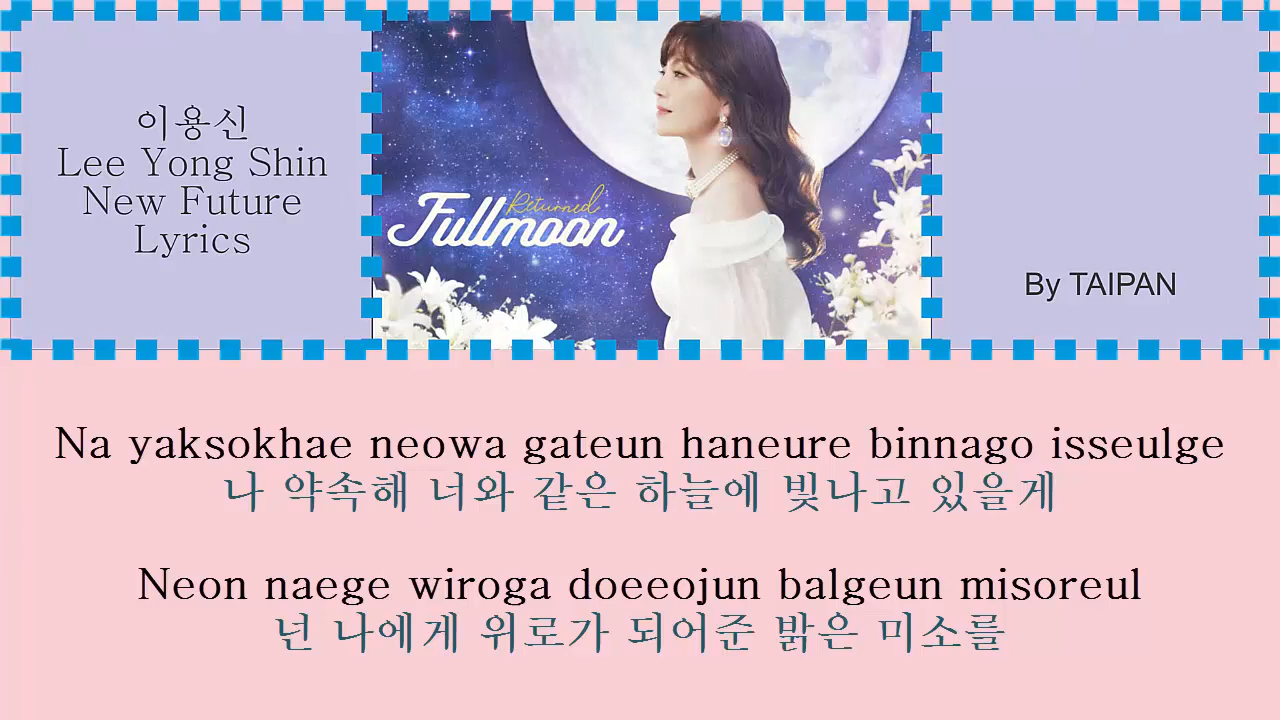 이용신
Lee Yong Shin
New Future
Lyrics
Returned
Fullmoon
By TAIPAN
Na yaksokhae neowa gateun haneure binnago isseulge
나 약속해 너와 같은 하늘에 빛나고 있을게
Neon naege wiroga doeeojun balgeun misoreul
넌 나에게 위로가 되어준 밝은 미소를